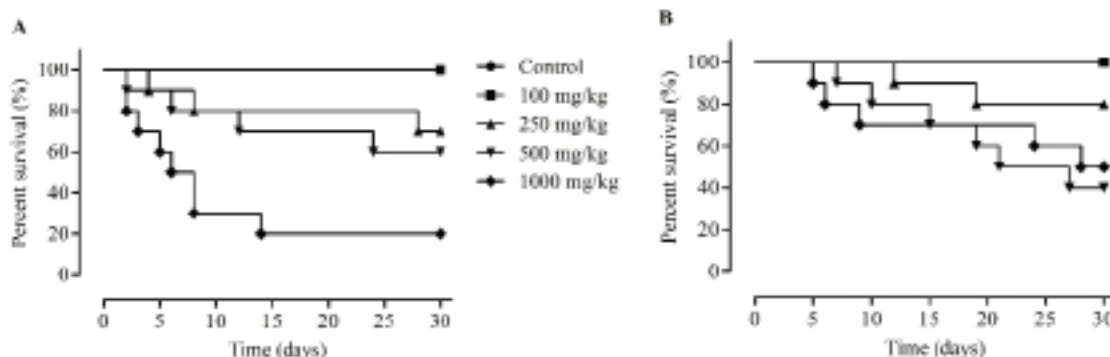 A
Percent survival (%)
100
80
60
40
20
0
0 5 10 15 20 25 30
Time (days)
Control
100 mg/kg
250 mg/kg
500 mg/kg
1000 mg/kg
B
Percent survival (%)
100
80
60
40
20
0
0 5 10 15 20 25 30
Time (days)